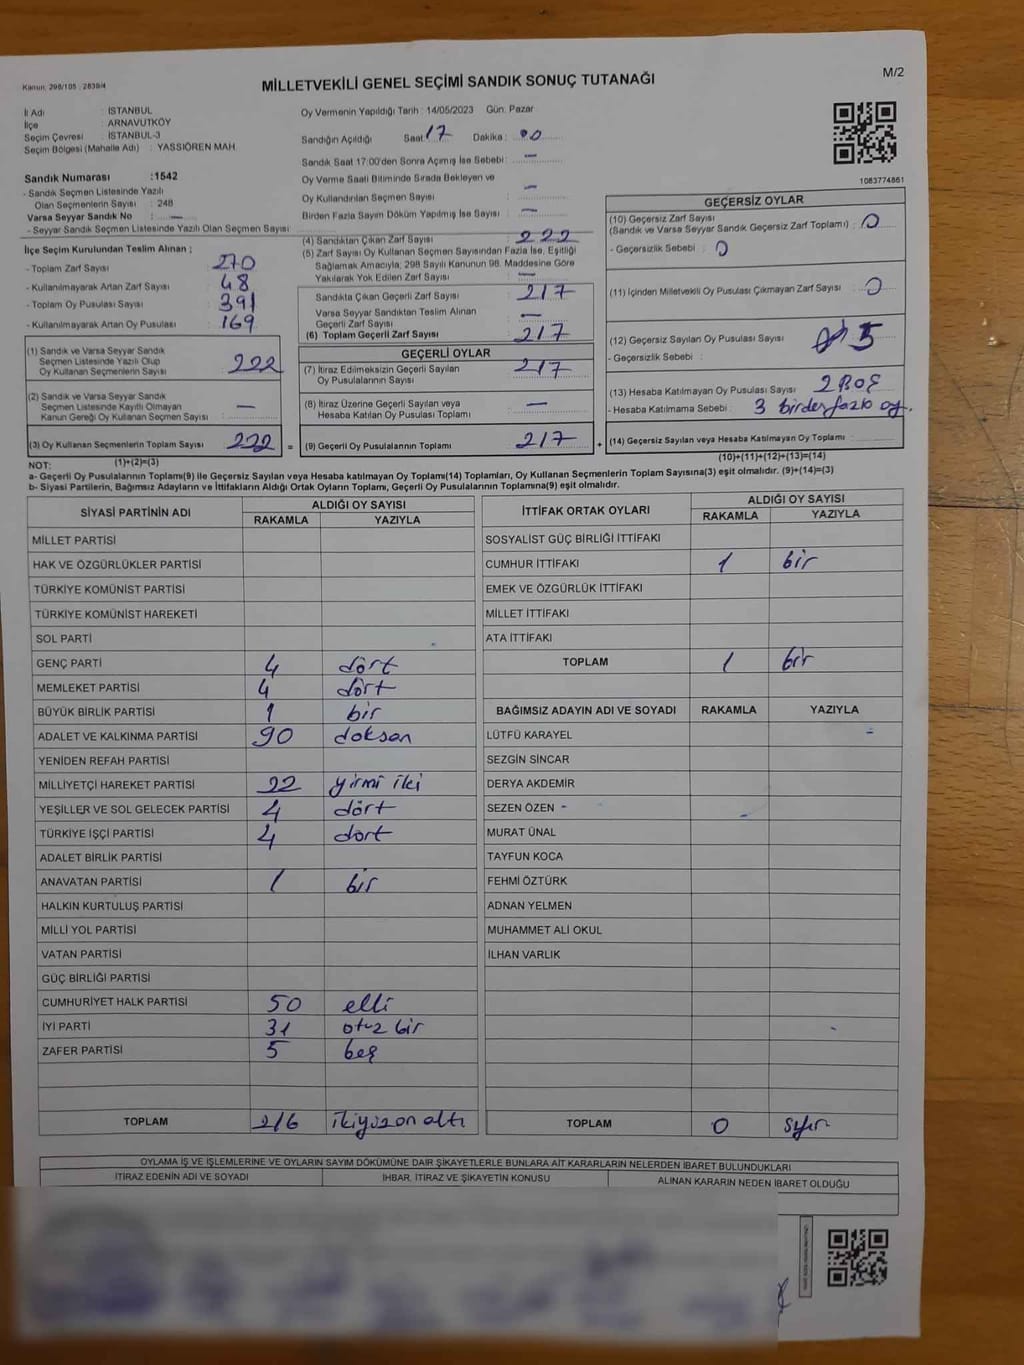 Kanun: 298/105 : 2839/4
MİLLETVEKİLİ GENEL SEÇİMİ SANDIK SONUÇ TUTANAĞI
M/2
İl Adı : İSTANBUL
İlçe : ARNAVUTKÖY
Seçim Çevresi : İSTANBUL-3
Seçim Bölgesi (Mahalle Adı) : YASSIÖREN MAH
Sandık Numarası :1542
- Sandık Seçmen Listesinde Yazılı
Olan Seçmenlerin Sayısı : 248
Varsa Seyyar Sandık No : —
- Seyyar Sandık Seçmen Listesinde Yazılı Olan Seçmen Sayısı
İlçe Seçim Kurulundan Teslim Alınan ;
- Toplam Zarf Sayısı : 270
- Kullanılmayarak Artan Zarf Sayısı : 48
- Toplam Oy Pusulası Sayısı : 391
- Kullanılmayarak Artan Oy Pusulası : 169
(1) Sandık ve Varsa Seyyar Sandık
Seçmen Listesinde Yazılı Olup
Oy Kullanan Seçmenlerin Sayısı : 222
(2) Sandık ve Varsa Seyyar Sandık
Seçmen Listesinde Kayıtlı Olmayan
Kanun Gereği Oy Kullanan Seçmen Sayısı : —
(3) Oy Kullanan Seçmenlerin Toplam Sayısı 222 =
(1)+(2)=(3)
Oy Vermenin Yapıldığı Tarih : 14/05/2023 Gün: Pazar
Sandığın Açıldığı Saat: 17 Dakika : 00
Sandık Saat 17:00'den Sonra Açımış İse Sebebi : —
Oy Verme Saati Bitiminde Sırada Bekleyen ve
Oy Kullandırılan Seçmen Sayısı : —
Birden Fazla Sayım Döküm Yapılmış İse Sayısı : —
(4) Sandıktan Çıkan Zarf Sayısı : 222
(5) Zarf Sayısı Oy Kullanan Seçmen Sayısından Fazla İse, Eşitliği
Sağlamak Amacıyla, 298 Sayılı Kanunun 98. Maddesine Göre
Yakılarak Yok Edilen Zarf Sayısı : —
Sandıkta Çıkan Geçerli Zarf Sayısı : 217
Varsa Seyyar Sandıktan Teslim Alınan
Geçerli Zarf Sayısı : —
(6) Toplam Geçerli Zarf Sayısı : 217
GEÇERLİ OYLAR
(7) İtiraz Edilmeksizin Geçerli Sayılan
Oy Pusulalarının Sayısı : 217
(8) İtiraz Üzerine Geçerli Sayılan veya
Hesaba Katılan Oy Pusulası Toplamı : —
(9) Geçerli Oy Pusulalarının Toplamı : 217 +
1083774861
GEÇERSİZ OYLAR
(10) Geçersiz Zarf Sayısı
(Sandık ve Varsa Seyyar Sandık Geçersiz Zarf Toplamı) : 0
- Geçersizlik Sebebi : 0
(11) İçinden Milletvekili Oy Pusulası Çıkmayan Zarf Sayısı : 0
(12) Geçersiz Sayılan Oy Pusulası Sayısı : 5
- Geçersizlik Sebebi :
(13) Hesaba Katılmayan Oy Pusulası Sayısı : 2 BOŞ
- Hesaba Katılmama Sebebi : 3 birden fazla oy.
(14) Geçersiz Sayılan veya Hesaba Katılmayan Oy Toplamı :
(10)+(11)+(12)+(13)=(14)
NOT:
a- Geçerli Oy Pusulalarının Toplamı(9) ile Geçersiz Sayılan veya Hesaba katılmayan Oy Toplamı(14) Toplamları, Oy Kullanan Seçmenlerin Toplam Sayısına(3) eşit olmalıdır. (9)+(14)=(3)
b- Siyasi Partilerin, Bağımsız Adayların ve İttifakların Aldığı Ortak Oyların Toplamı, Geçerli Oy Pusulalarının Toplamına(9) eşit olmalıdır.
SİYASİ PARTİNİN ADI ALDIĞI OY SAYISI
RAKAMLA YAZIYLA
MİLLET PARTİSİ
HAK VE ÖZGÜRLÜKLER PARTİSİ
TÜRKİYE KOMÜNİST PARTİSİ
TÜRKİYE KOMÜNİST HAREKETİ
SOL PARTİ
GENÇ PARTİ 4 dört
MEMLEKET PARTİSİ 4 dört
BÜYÜK BİRLİK PARTİSİ 1 bir
ADALET VE KALKINMA PARTİSİ 90 doksan
YENİDEN REFAH PARTİSİ
MİLLİYETÇİ HAREKET PARTİSİ 22 yirmi iki
YEŞİLLER VE SOL GELECEK PARTİSİ 4 dört
TÜRKİYE İŞÇİ PARTİSİ 4 dört
ADALET BİRLİK PARTİSİ
ANAVATAN PARTİSİ 1 bir
HALKIN KURTULUŞ PARTİSİ
MİLLİ YOL PARTİSİ
VATAN PARTİSİ
GÜÇ BİRLİĞİ PARTİSİ
CUMHURİYET HALK PARTİSİ 50 elli
İYİ PARTİ 31 otuz bir
ZAFER PARTİSİ 5 beş
TOPLAM 216 ikiyüzon altı
İTTİFAK ORTAK OYLARI ALDIĞI OY SAYISI
RAKAMLA YAZIYLA
SOSYALİST GÜÇ BİRLİĞİ İTTİFAKI
CUMHUR İTTİFAKI 1 bir
EMEK VE ÖZGÜRLÜK İTTİFAKI
MİLLET İTTİFAKI
ATA İTTİFAKI
TOPLAM 1 bir
BAĞIMSIZ ADAYIN ADI VE SOYADI RAKAMLA YAZIYLA
LÜTFÜ KARAYEL
SEZGİN SİNCAR
DERYA AKDEMİR
SEZEN ÖZEN
MURAT ÜNAL
TAYFUN KOCA
FEHMİ ÖZTÜRK
ADNAN YELMEN
MUHAMMET ALİ OKUL
İLHAN VARLIK
TOPLAM 0 sıfır
OYLAMA İŞ VE İŞLEMLERİNE VE OYLARIN SAYIM DÖKÜMÜNE DAİR ŞİKAYETLERLE BUNLARA AİT KARARLARIN NELERDEN İBARET BULUNDUKLARI
İTİRAZ EDENİN ADI VE SOYADI İHBAR, İTİRAZ VE ŞİKAYETİN KONUSU ALINAN KARARIN NEDEN İBARET OLDUĞU